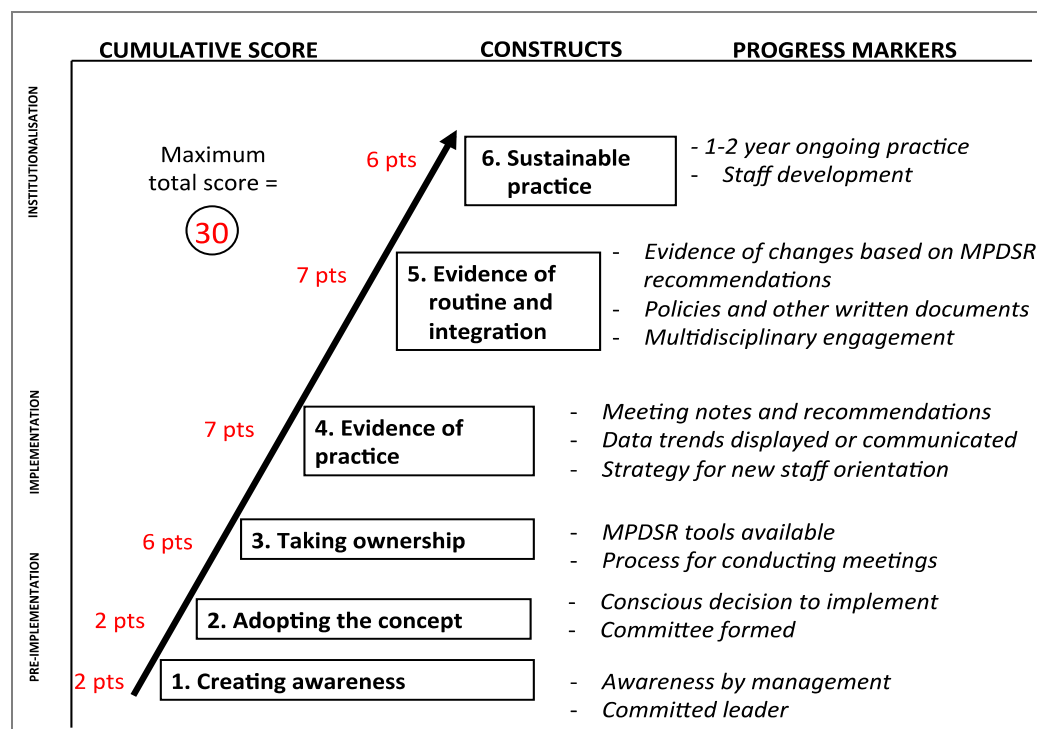 CUMULATIVE SCORE
CONSTRUCTS
PROGRESS MARKERS
INSTITUTIONALISATION
Maximum
total score =
30
6 pts
6. Sustainable
practice
- 1-2 year ongoing practice
- Staff development
7 pts
5. Evidence of
routine and
integration
- Evidence of changes based on MPDSR
recommendations
- Policies and other written documents
- Multidisciplinary engagement
IMPLEMENTATION
7 pts
4. Evidence of
practice
- Meeting notes and recommendations
- Data trends displayed or communicated
- Strategy for new staff orientation
6 pts
3. Taking ownership
- MPDSR tools available
- Process for conducting meetings
PRE-IMPLEMENTATION
2 pts
2. Adopting the concept
- Conscious decision to implement
- Committee formed
2 pts
1. Creating awareness
- Awareness by management
- Committed leader